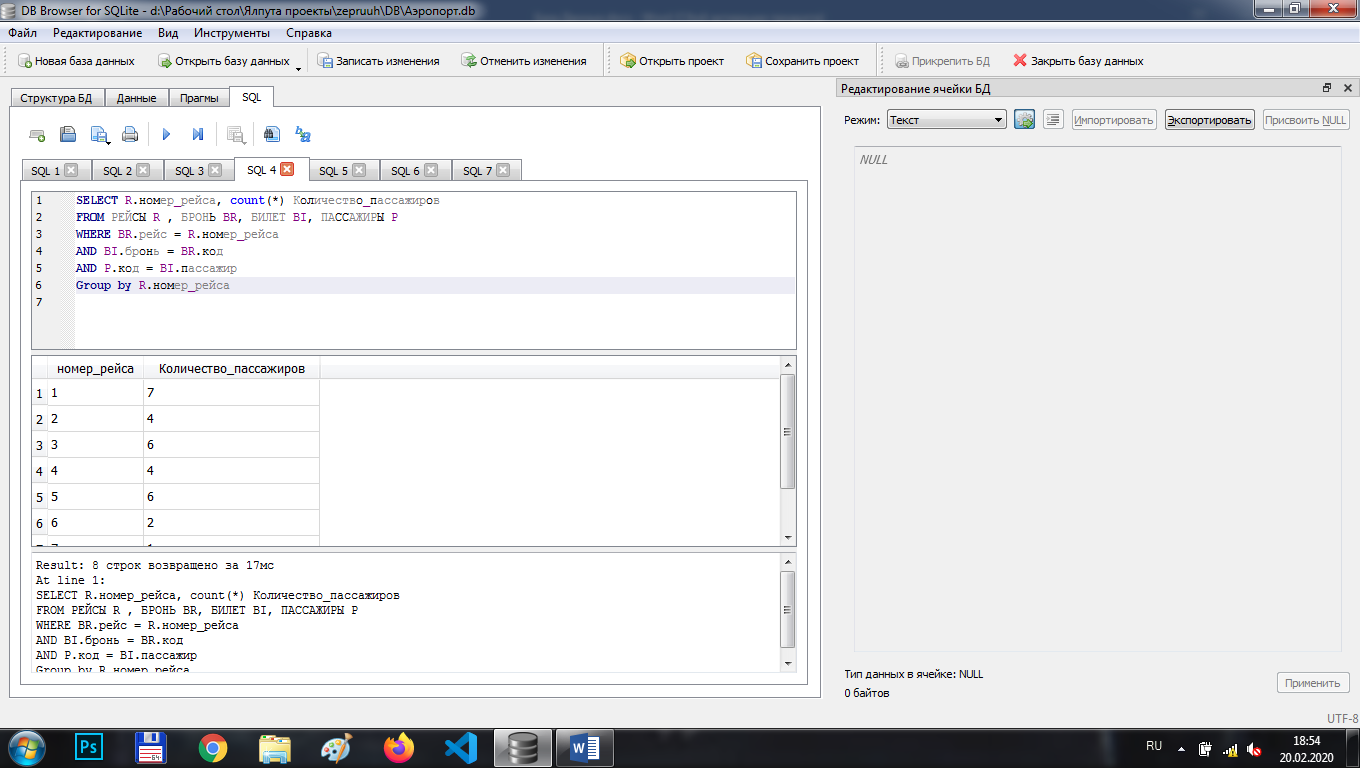 DB Browser for SQLite - d:\Рабочий стол\Ялпута проекты\zepruuh\DB\Аэропорт.db
Файл Редактирование Вид Инструменты Справка
Новая база данных Открыть базу данных Записать изменения Отменить изменения Открыть проект Сохранить проект Прикрепить БД Закрыть базу данных
Структура БД Данные Прагмы SQL
SQL 1 SQL 2 SQL 3 SQL 4 SQL 5 SQL 6 SQL 7
1 SELECT R.номер_рейса, count(*) Количество_пассажиров
2 FROM РЕЙСЫ R , БРОНЬ BR, БИЛЕТ BI, ПАССАЖИРЫ P
3 WHERE BR.рейс = R.номер_рейса
4 AND BI.бронь = BR.код
5 AND P.код = BI.пассажир
6 Group by R.номер_рейса
7
номер_рейса Количество_пассажиров
1 1 7
2 2 4
3 3 6
4 4 4
5 5 6
6 6 2
Result: 8 строк возвращено за 17мс
At line 1:
SELECT R.номер_рейса, count(*) Количество_пассажиров
FROM РЕЙСЫ R , БРОНЬ BR, БИЛЕТ BI, ПАССАЖИРЫ P
WHERE BR.рейс = R.номер_рейса
AND BI.бронь = BR.код
AND P.код = BI.пассажир
Group by R.номер_рейса
Редактирование ячейки БД
Режим: Текст Импортировать Экспортировать Присвоить NULL
NULL
Тип данных в ячейке: NULL
0 байтов
Применить
UTF-8
Ps
64
W
RU
18:54
20.02.2020